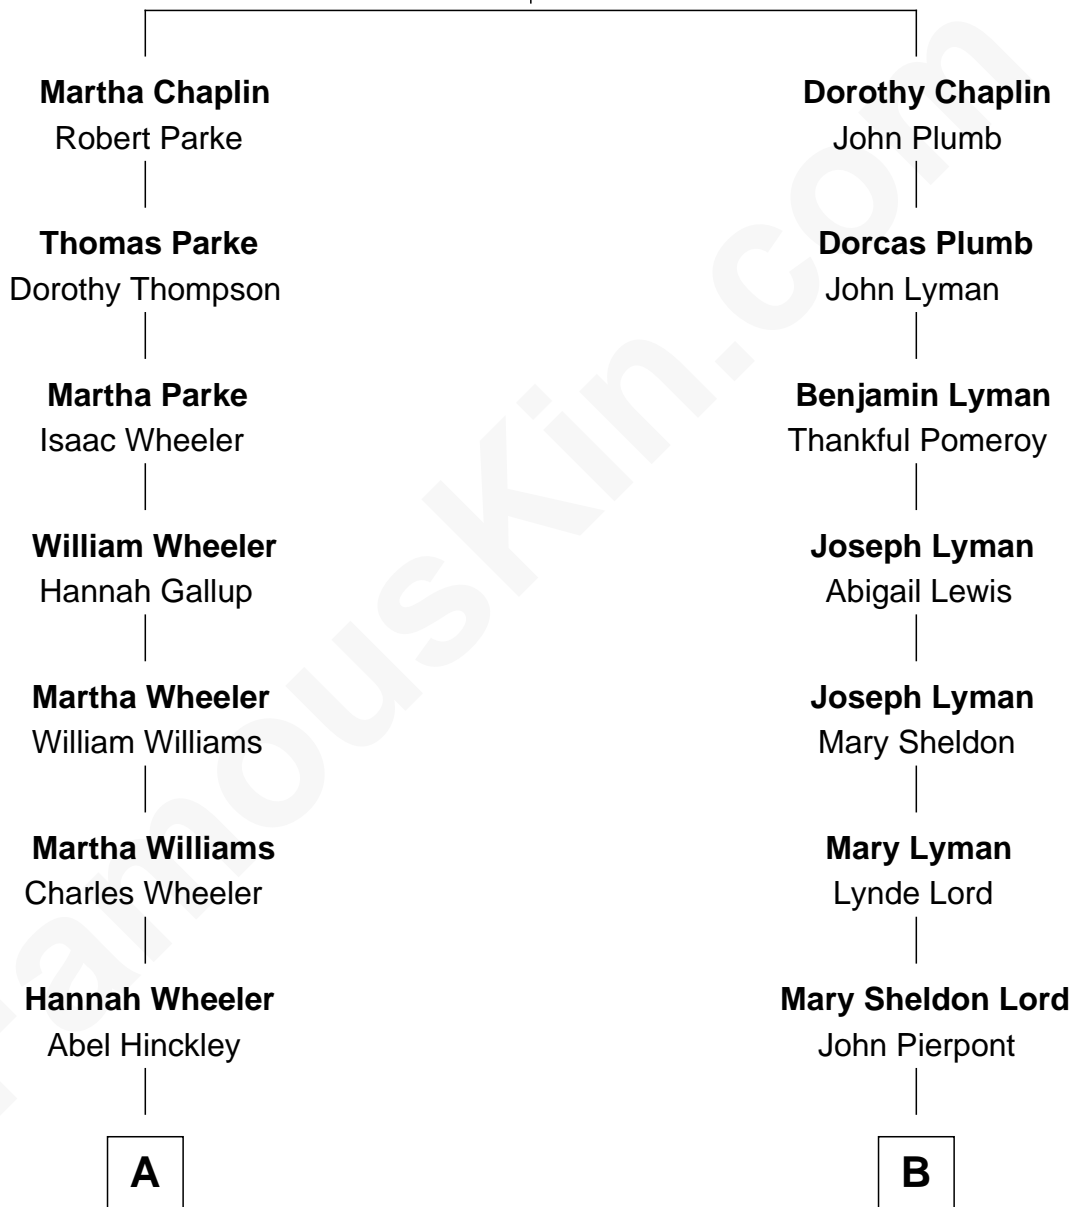 Martha Chaplin
Robert Parke
Thomas Parke
Dorothy Thompson
Martha Parke
Isaac Wheeler
William Wheeler
Hannah Gallup
Martha Wheeler
William Williams
Martha Williams
Charles Wheeler
Hannah Wheeler
Abel Hinckley
A
Dorothy Chaplin
John Plumb
Dorcas Plumb
John Lyman
Benjamin Lyman
Thankful Pomeroy
Joseph Lyman
Abigail Lewis
Joseph Lyman
Mary Sheldon
Mary Lyman
Lynde Lord
Mary Sheldon Lord
John Pierpont
B
FamousKin.com